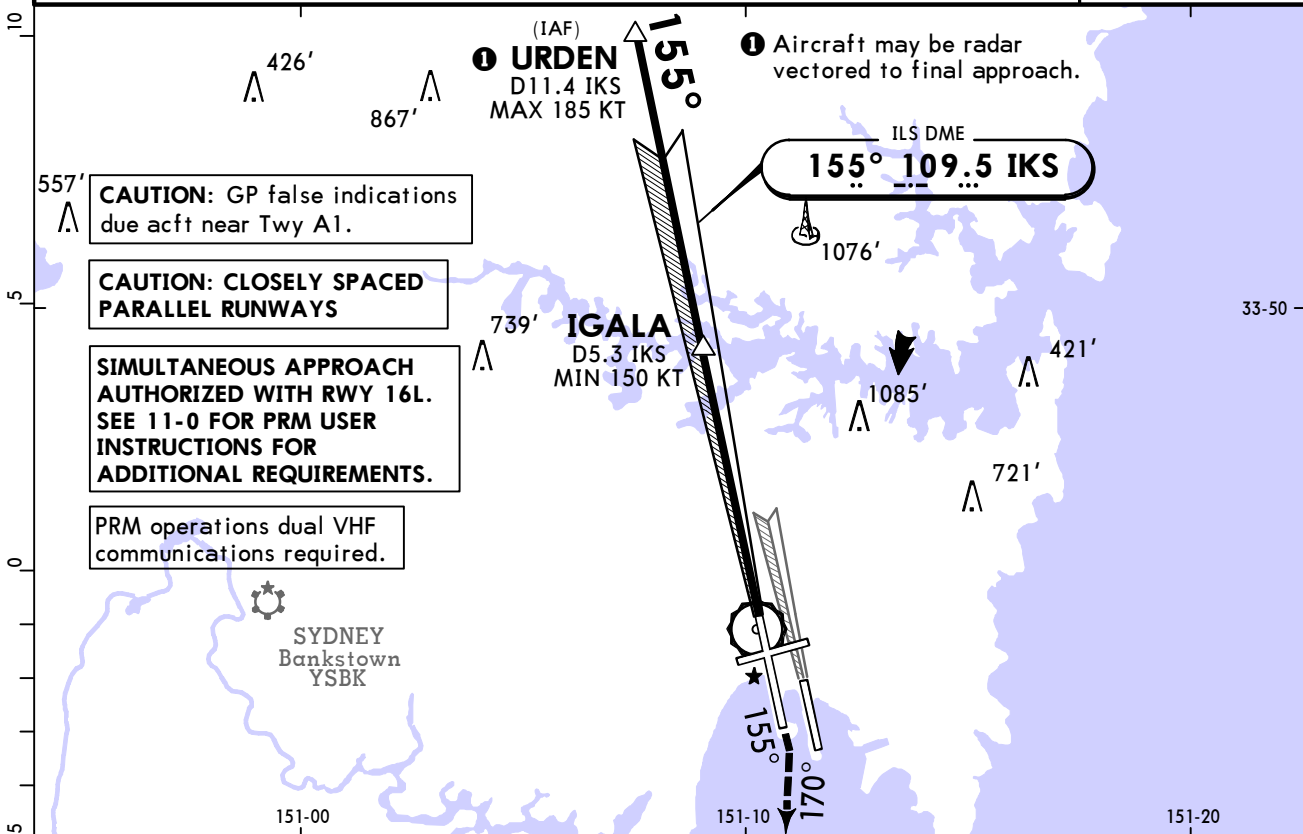 10
(IAF)
1 URDEN
D11.4 IKS
MAX 185 KT
155°
1 Aircraft may be radar
vectored to final approach.
426'
867'
ILS DME
155° 109.5 IKS
557'
CAUTION: GP false indications
due acft near Twy A1.
1076'
CAUTION: CLOSELY SPACED
PARALLEL RUNWAYS
5
33-50
739'
IGALA
D5.3 IKS
MIN 150 KT
421'
1085'
SIMULTANEOUS APPROACH
AUTHORIZED WITH RWY 16L.
SEE 11-0 FOR PRM USER
INSTRUCTIONS FOR
ADDITIONAL REQUIREMENTS.
721'
PRM operations dual VHF
communications required.
0
SYDNEY
Bankstown
YSBK
155°
170°
5
151-00
151-10
151-20